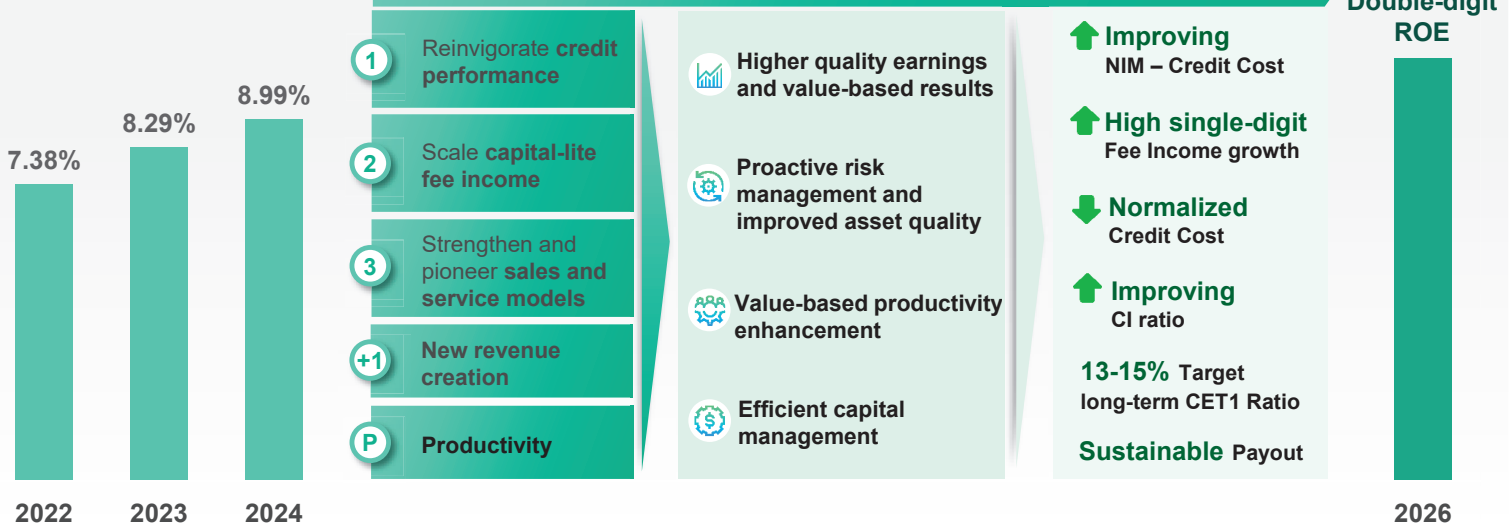 7.38%
8.29%
8.99%
2022
2023
2024
1
Reinvigorate credit
performance
2
Scale capital-lite
fee income
3
Strengthen and
pioneer sales and
service models
+1
New revenue
creation
P
Productivity
Higher quality earnings
and value-based results
Proactive risk
management and
improved asset quality
Value-based productivity
enhancement
$
Efficient capital
management
Improving
NIM – Credit Cost
High single-digit
Fee Income growth
Normalized
Credit Cost
Improving
CI ratio
13-15% Target
long-term CET1 Ratio
Sustainable Payout
Double-digit
ROE
2026